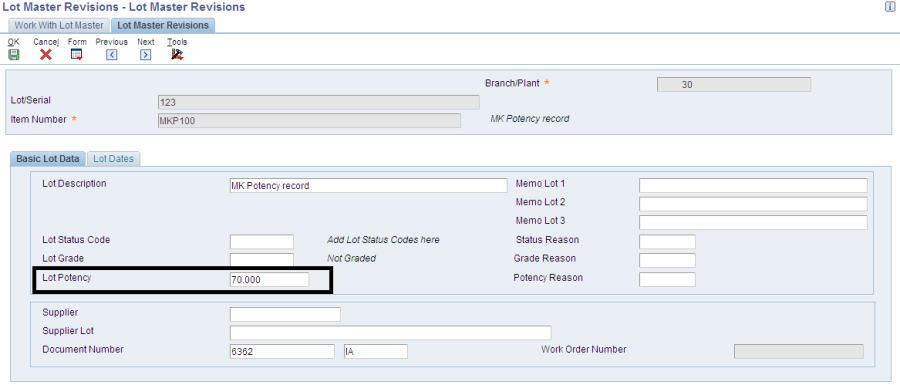 Lot Master Revisions - Lot Master Revisions
i
Work With Lot Master Lot Master Revisions
OK Cancel Form Previous Next Tools
Branch/Plant * 30
Lot/Serial 123
Item Number * MKP100 MK Potency record
Basic Lot Data Lot Dates
Lot Description MK Potency record Memo Lot 1
Memo Lot 2
Memo Lot 3
Lot Status Code Add Lot Status Codes here Status Reason
Lot Grade Not Graded Grade Reason
Lot Potency 70.000 Potency Reason
Supplier
Supplier Lot
Document Number 6362 IA Work Order Number